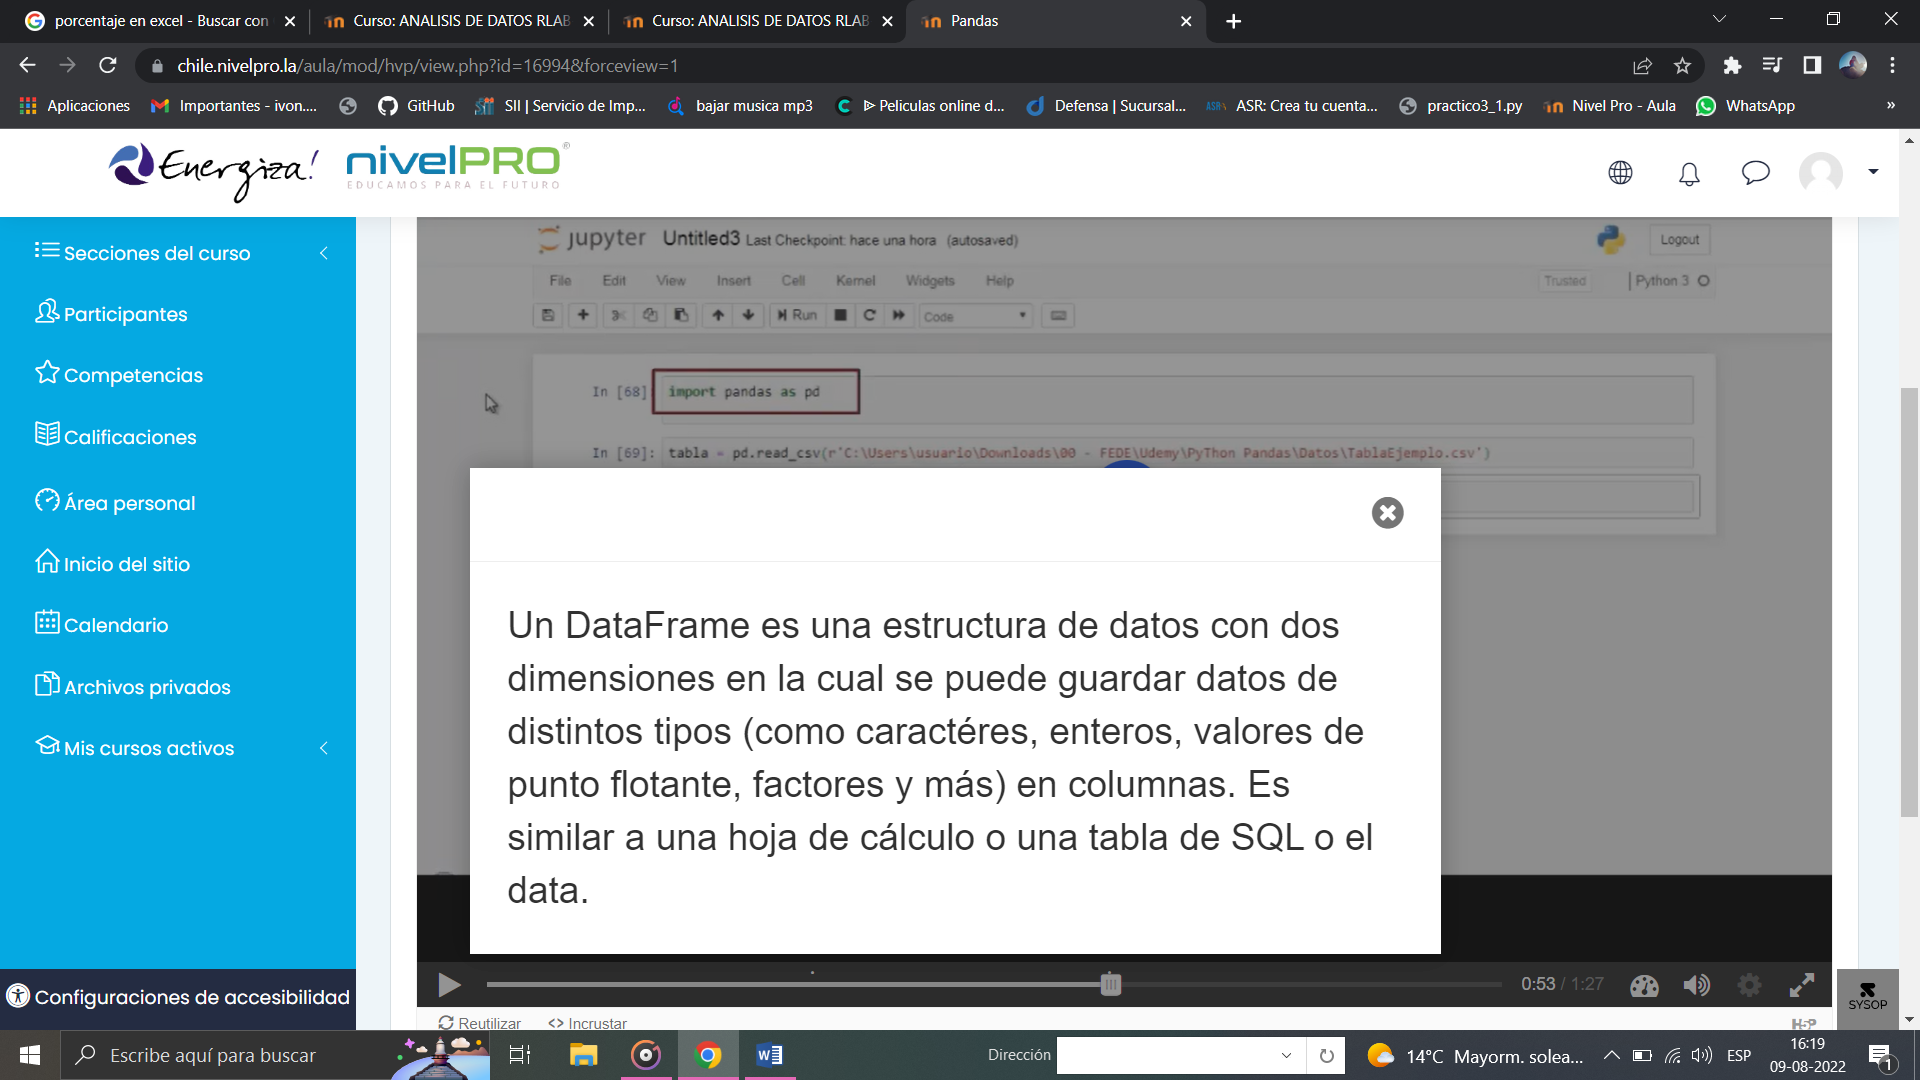 porcentaje en excel - Buscar con
Curso: ANALISIS DE DATOS RLAB
Curso: ANALISIS DE DATOS RLAB
Pandas
chile.nivelpro.la/aula/mod/hvp/view.php?id=16994&forceview=1
Aplicaciones
Importantes - ivon....
GitHub
SII | Servicio de Imp...
bajar musica mp3
Peliculas online d...
Defensa | Sucursal...
ASR: Crea tu cuenta...
practico3_1.py
Nivel Pro - Aula
WhatsApp
»
Energiza!
nivelPRO®
EDUCAMOS PARA EL FUTURO
Secciones del curso
Participantes
Competencias
Calificaciones
Área personal
Inicio del sitio
Calendario
Archivos privados
Mis cursos activos
Configuraciones de accesibilidad
jupyter Untitled3 Last Checkpoint: hace una hora (autosaved)
Logout
File Edit View Insert Cell Kernel Widgets Help
Trusted
Python 3
Run
Code
In [68]: import pandas as pd
In [69]: tabla = pd.read_csv(r'C:\Users\usuario\Downloads\00 - FEDE\Udemy\PyThon Pandas\Datos\TablaEjemplo.csv')
Un DataFrame es una estructura de datos con dos
dimensiones en la cual se puede guardar datos de
distintos tipos (como caractéres, enteros, valores de
punto flotante, factores y más) en columnas. Es
similar a una hoja de cálculo o una tabla de SQL o el
data.
0:53 / 1:27
SYSOP
Reutilizar
<> Incrustar
H5P
Escribe aquí para buscar
Dirección
14°C Mayorm. solea...
ESP
16:19
09-08-2022
1